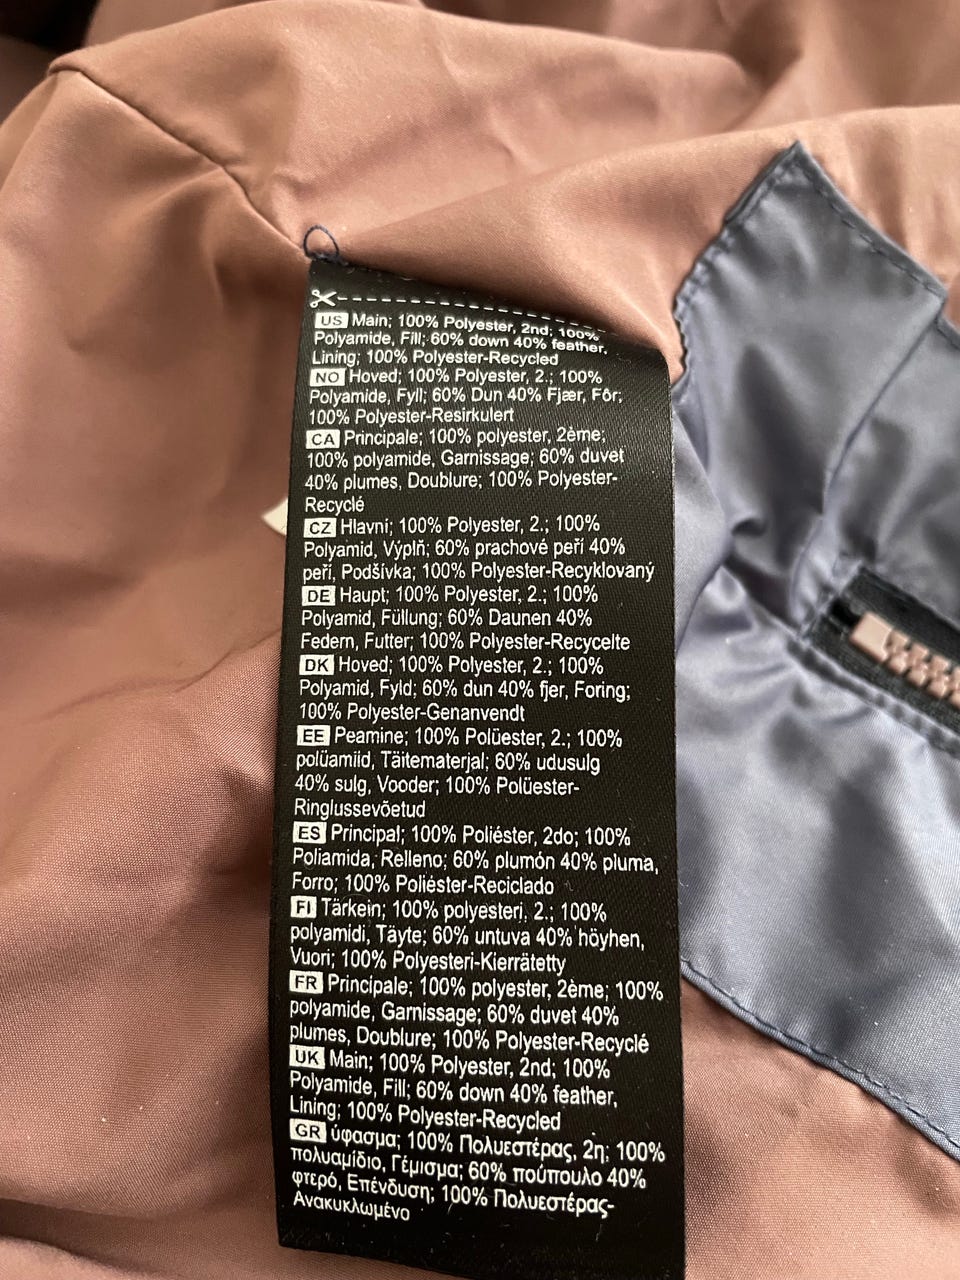 US Main; 100% Polyester, 2nd; 100%
Polyamide, Fill; 60% down 40% feather,
Lining; 100% Polyester-Recycled
NO Hoved; 100% Polyester, 2.; 100%
Polyamide, Fyll; 60% Dun 40% Fjær, Fôr;
100% Polyester-Resirkulert
CA Principale; 100% polyester, 2ème;
100% polyamide, Garnissage; 60% duvet
40% plumes, Doublure; 100% Polyester-
Recyclé
CZ Hlavní; 100% Polyester, 2.; 100%
Polyamid, Výplň; 60% prachové peří 40%
peří, Podšívka; 100% Polyester-Recyklovaný
DE Haupt; 100% Polyester, 2.; 100%
Polyamid, Füllung; 60% Daunen 40%
Federn, Futter; 100% Polyester-Recycelte
DK Hoved; 100% Polyester, 2.; 100%
Polyamid, Fyld; 60% dun 40% fjer, Foring;
100% Polyester-Genanvendt
EE Peamine; 100% Polüester, 2.; 100%
polüamiid, Täitematerjal; 60% udusulg
40% sulg, Vooder; 100% Polüester-
Ringlussevõetud
ES Principal; 100% Poliéster, 2do; 100%
Poliamida, Relleno; 60% plumón 40% pluma,
Forro; 100% Poliéster-Reciclado
FI Tärkein; 100% polyesteri, 2.; 100%
polyamidi, Täyte; 60% untuva 40% höyhen,
Vuori; 100% Polyesteri-Kierrätetty
FR Principale; 100% polyester, 2ème; 100%
polyamide, Garnissage; 60% duvet 40%
plumes, Doublure; 100% Polyester-Recyclé
UK Main; 100% Polyester, 2nd; 100%
Polyamide, Fill; 60% down 40% feather,
Lining; 100% Polyester-Recycled
GR ύφασμα; 100% Πολυεστέρας, 2η; 100%
πολυαμίδιο, Γέμισμα; 60% πούπουλο 40%
φτερό, Επένδυση; 100% Πολυεστέρας-
Ανακυκλωμένο